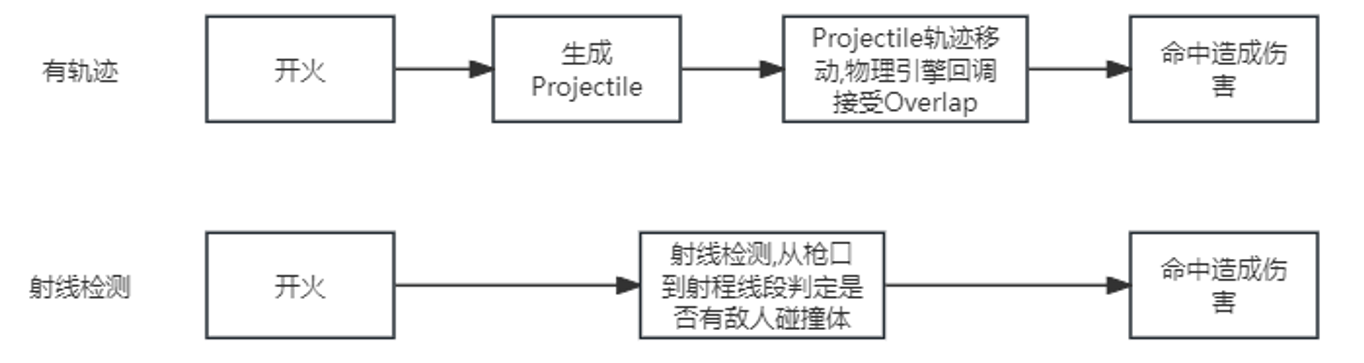 有轨迹
开火
生成
Projectile
Projectile轨迹移
动,物理引擎回调
接受Overlap
命中造成伤
害
射线检测
开火
射线检测,从枪口
到射程线段判定是
否有敌人碰撞体
命中造成伤
害